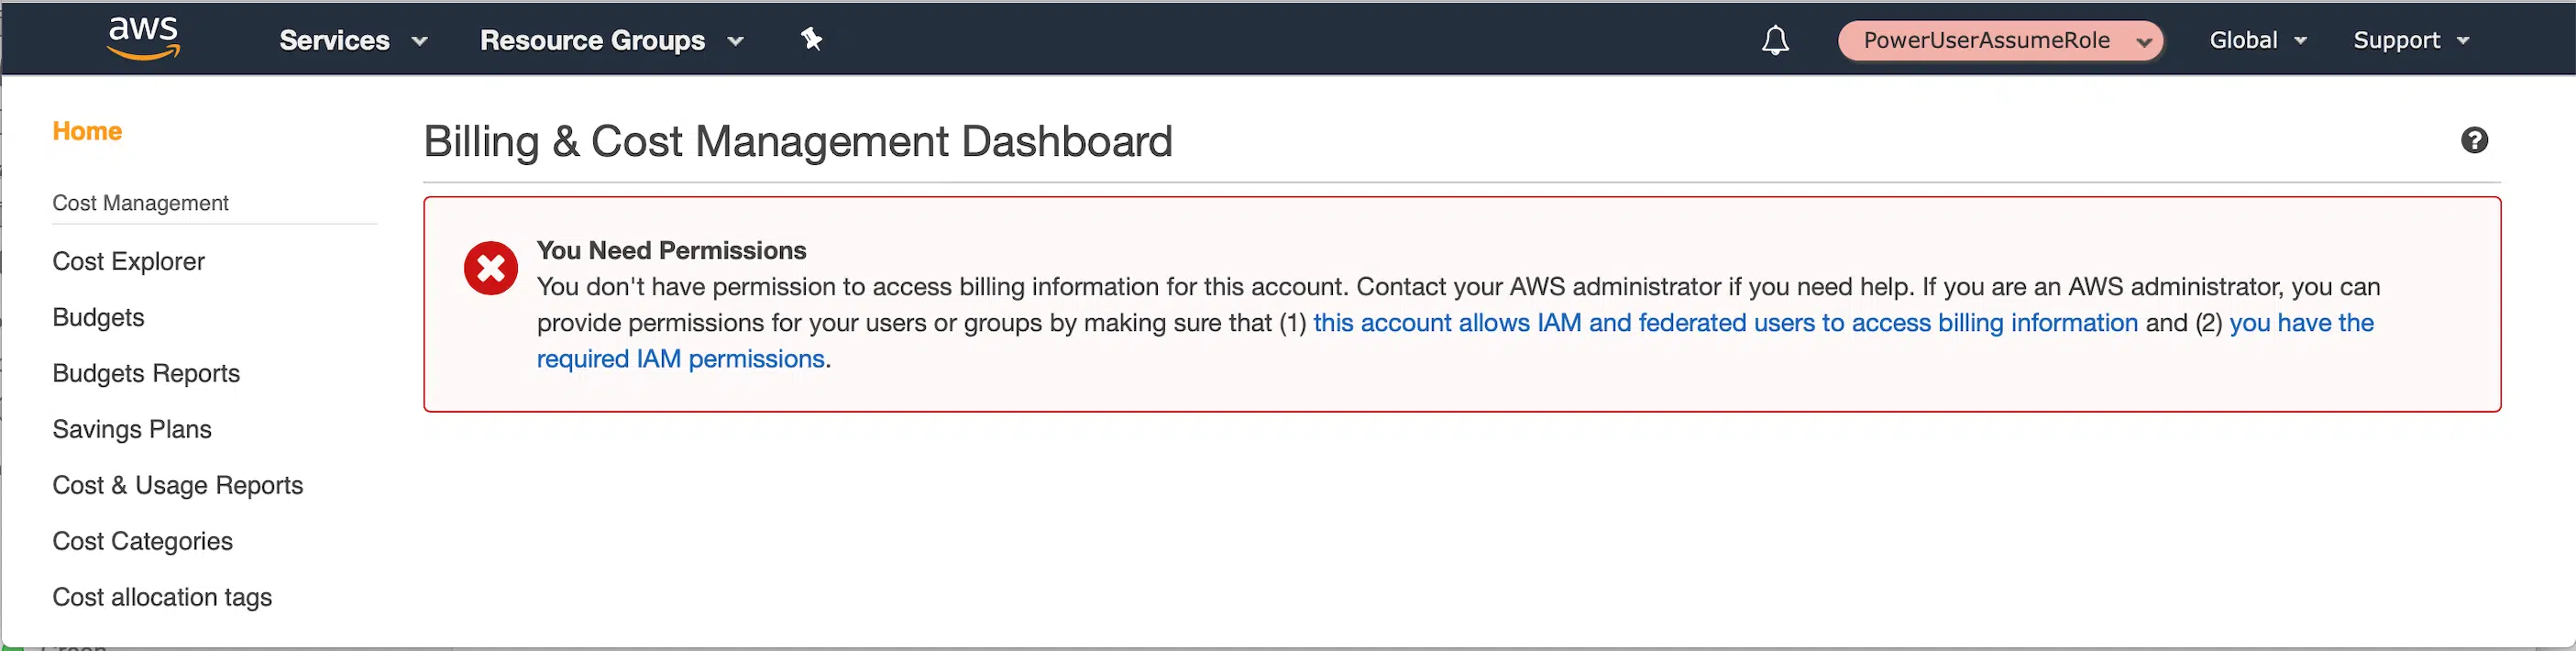 aws
Services
Resource Groups
PowerUserAssumeRole
Global
Support
Home
Cost Management
Cost Explorer
Budgets
Budgets Reports
Savings Plans
Cost & Usage Reports
Cost Categories
Cost allocation tags
Billing & Cost Management Dashboard
You Need Permissions
You don't have permission to access billing information for this account. Contact your AWS administrator if you need help. If you are an AWS administrator, you can
provide permissions for your users or groups by making sure that (1) this account allows IAM and federated users to access billing information and (2) you have the
required IAM permissions.